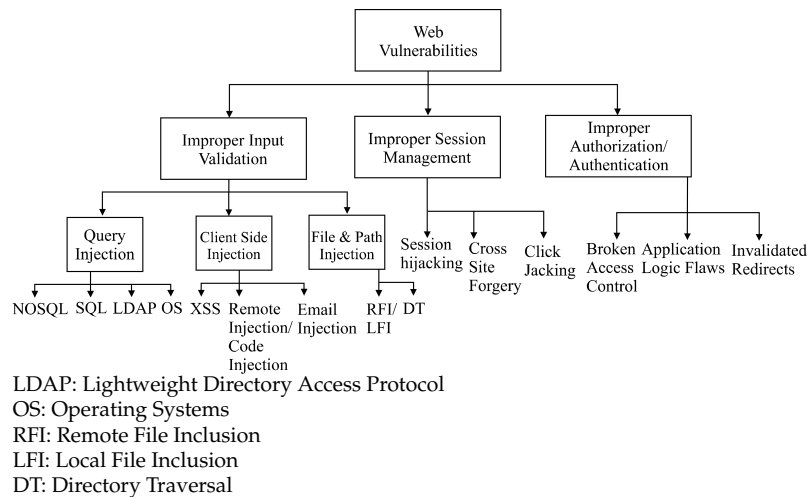 Web
Vulnerabilities
Improper Input
Validation
Improper Session
Management
Improper
Authorization/
Authentication
Query
Injection
Client Side
Injection
File & Path
Injection
Session
hijacking
Cross
Site
Forgery
Click
Jacking
Broken
Access
Control
Application
Logic Flaws
Invalidated
Redirects
NOSQL
SQL
LDAP
OS
XSS
Remote
Injection/
Code
Injection
Email
Injection
RFI/
LFI
DT
LDAP: Lightweight Directory Access Protocol
OS: Operating Systems
RFI: Remote File Inclusion
LFI: Local File Inclusion
DT: Directory Traversal